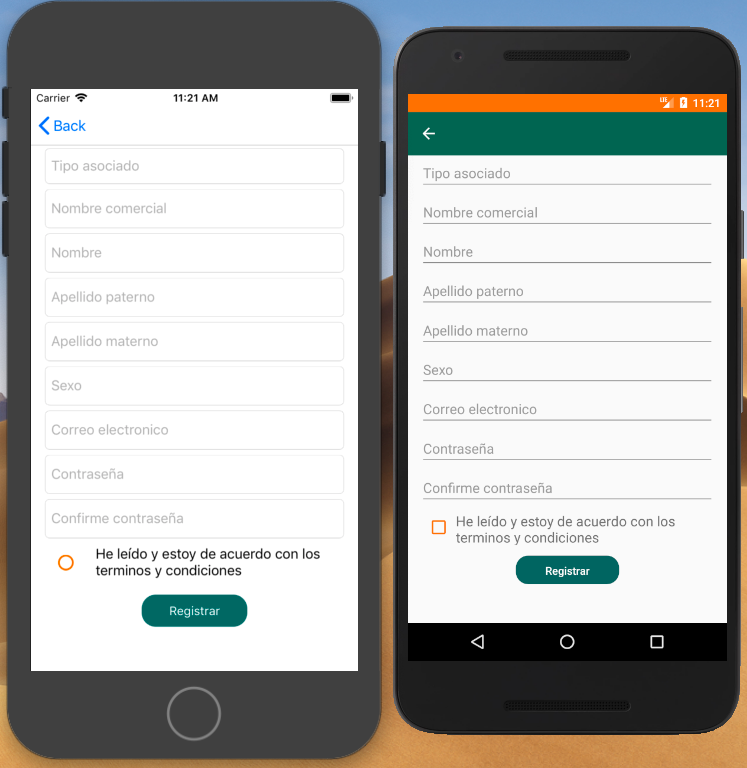 Carrier 11:21 AM
Back
Tipo asociado
Nombre comercial
Nombre
Apellido paterno
Apellido materno
Sexo
Correo electronico
Contraseña
Confirme contraseña
He leído y estoy de acuerdo con los
terminos y condiciones
Registrar
LTE 11:21
Tipo asociado
Nombre comercial
Nombre
Apellido paterno
Apellido materno
Sexo
Correo electronico
Contraseña
Confirme contraseña
He leído y estoy de acuerdo con los
terminos y condiciones
Registrar